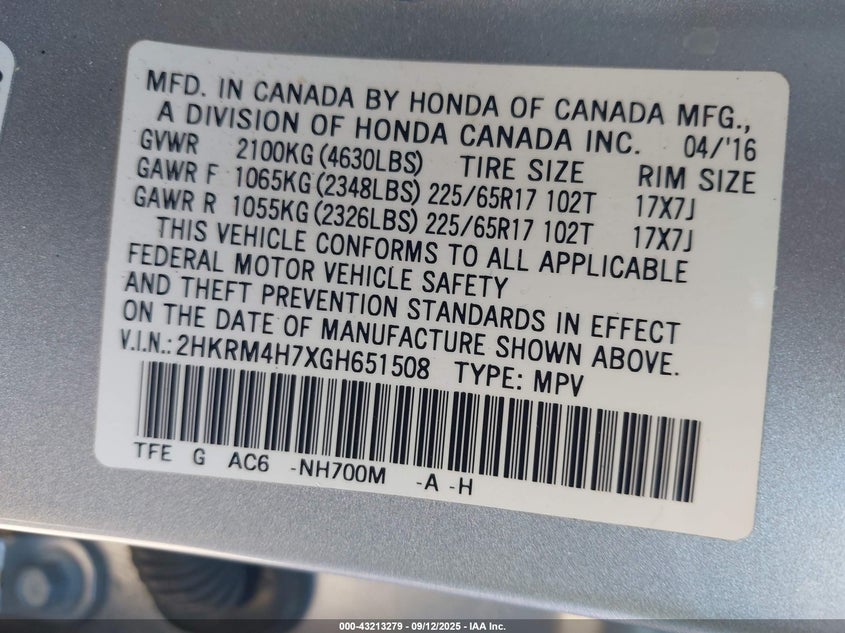 MFD. IN CANADA BY HONDA OF CANADA MFG.,
A DIVISION OF HONDA CANADA INC. 04/'16
GVWR 2100KG (4630LBS) TIRE SIZE RIM SIZE
GAWR F 1065KG (2348LBS) 225/65R17 102T 17X7J
GAWR R 1055KG (2326LBS) 225/65R17 102T 17X7J
THIS VEHICLE CONFORMS TO ALL APPLICABLE
FEDERAL MOTOR VEHICLE SAFETY
AND THEFT PREVENTION STANDARDS IN EFFECT
ON THE DATE OF MANUFACTURE SHOWN ABOVE.
V.I.N.: 2HKRM4H7XGH651508 TYPE: MPV
TFE G AC6 -NH700M -A -H
000-43213279 - 09/12/2025 - IAA Inc.